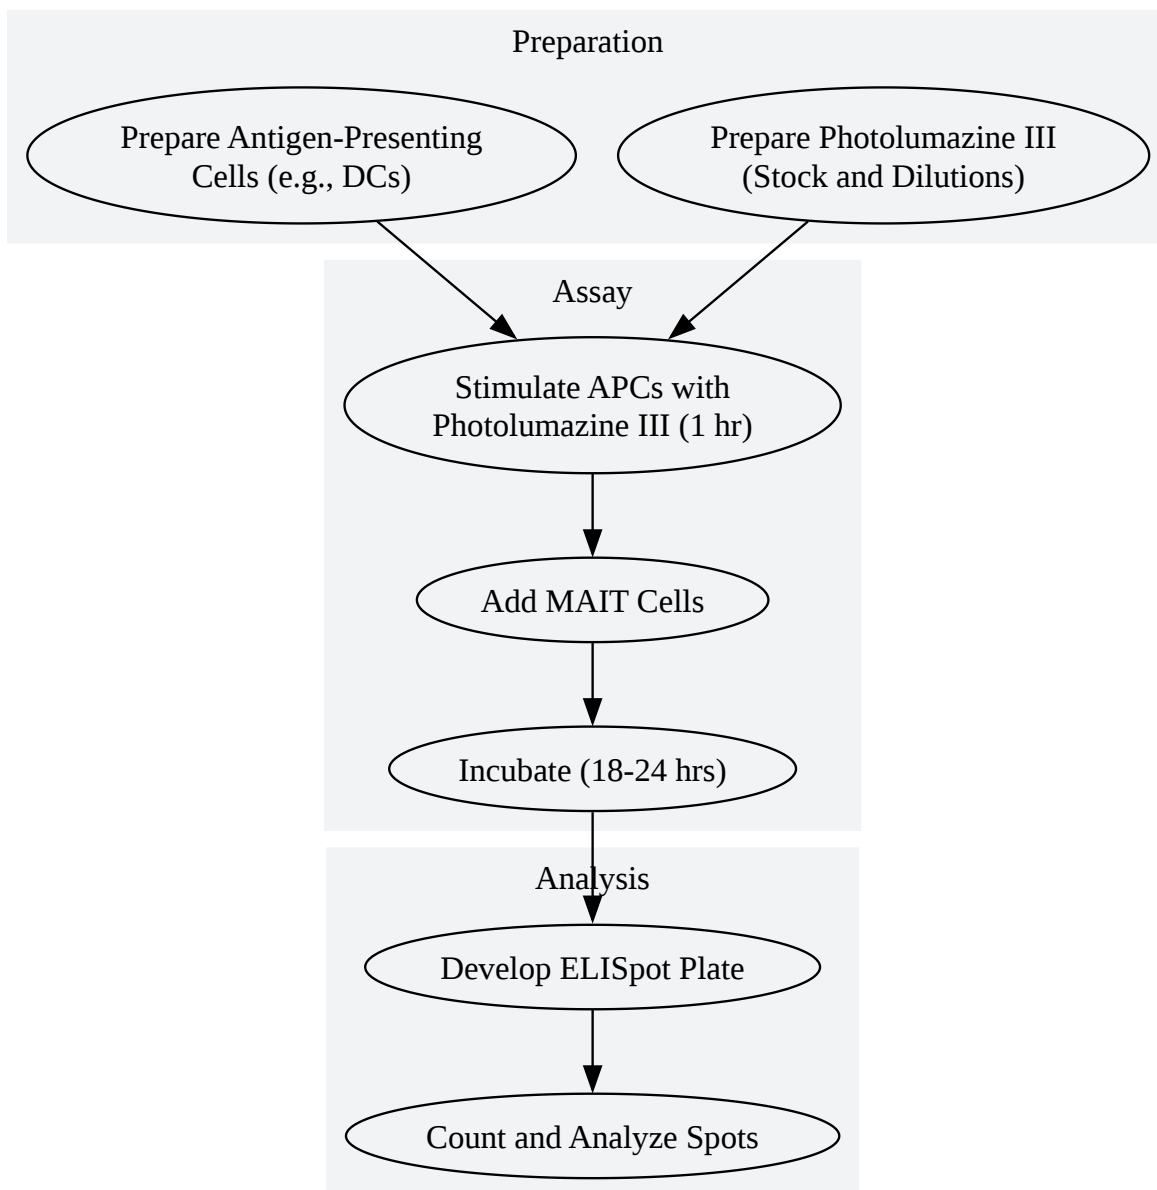 Preparation
Prepare Antigen-Presenting
Cells (e.g., DCs)
Prepare Photolumazine III
(Stock and Dilutions)
Assay
Stimulate APCs with
Photolumazine III (1 hr)
Add MAIT Cells
Incubate (18-24 hrs)
Analysis
Develop ELISpot Plate
Count and Analyze Spots